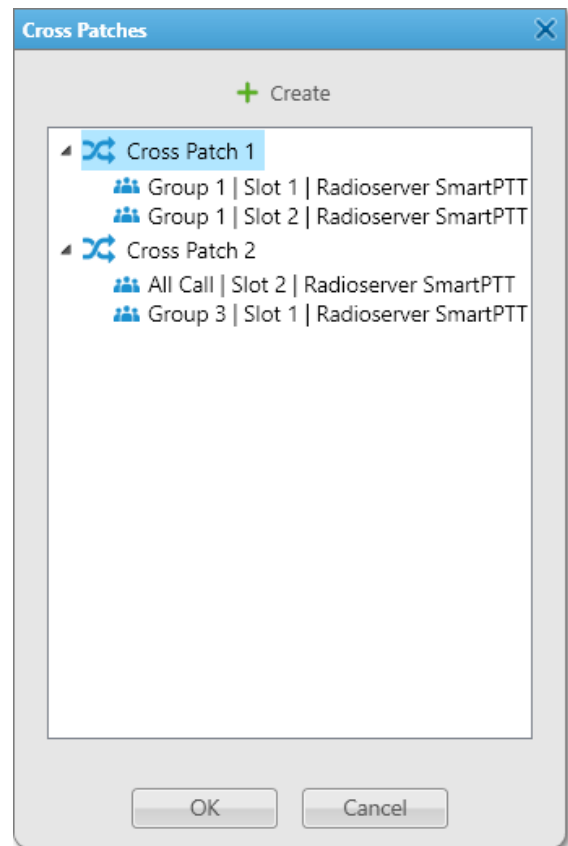 Cross Patches
Create
Cross Patch 1
Group 1 | Slot 1 | Radioserver SmartPTT
Group 1 | Slot 2 | Radioserver SmartPTT
Cross Patch 2
All Call | Slot 2 | Radioserver SmartPTT
Group 3 | Slot 1 | Radioserver SmartPTT
OK Cancel